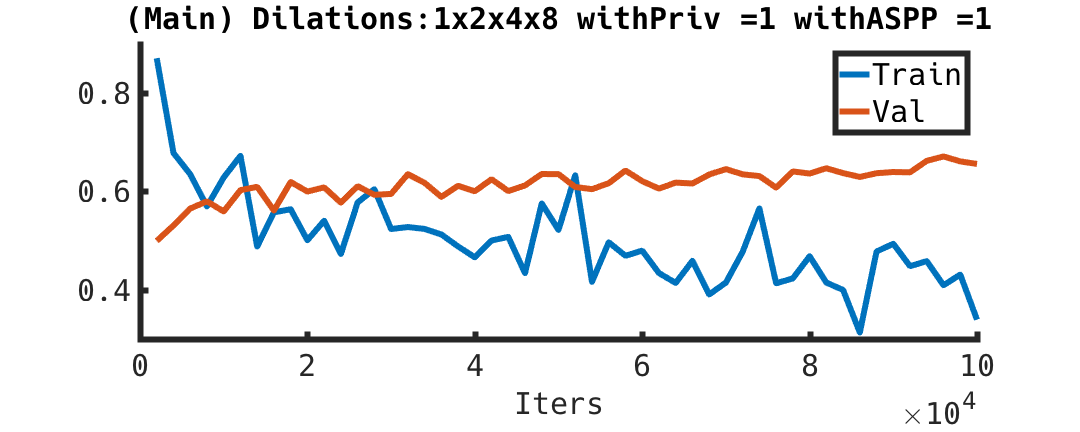 (Main) Dilations:1x2x4x8 withPriv =1 withASPP =1
Train
Val
0.8
0.6
0.4
0 2 4 6 8 10
Iters
×10^4